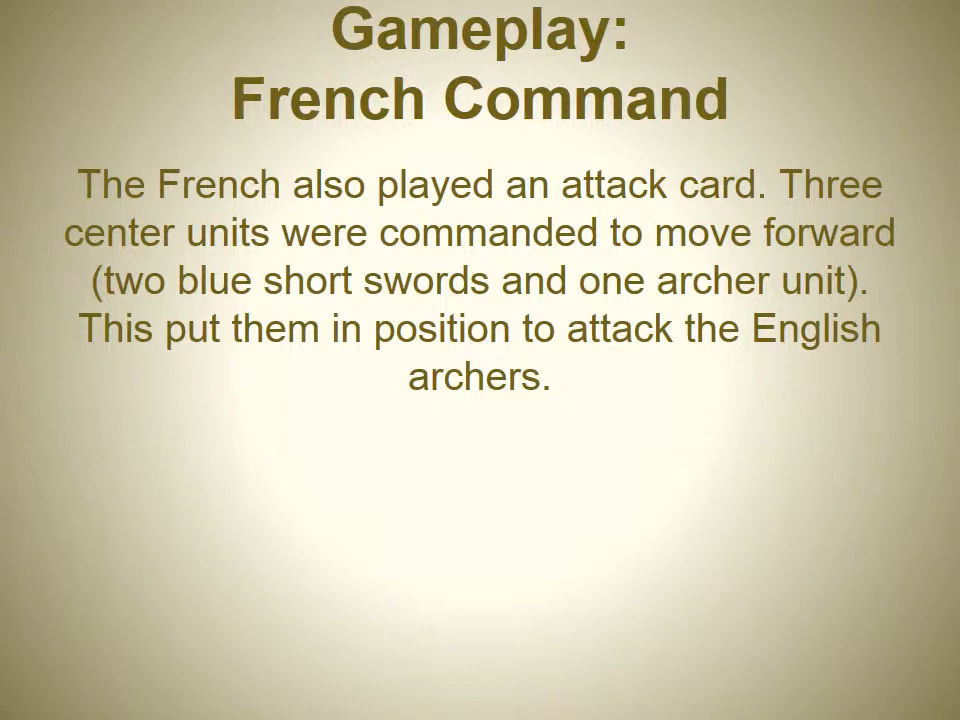 Gameplay:
French Command
The French also played an attack card. Three
center units were commanded to move forward
(two blue short swords and one archer unit).
This put them in position to attack the English
archers.